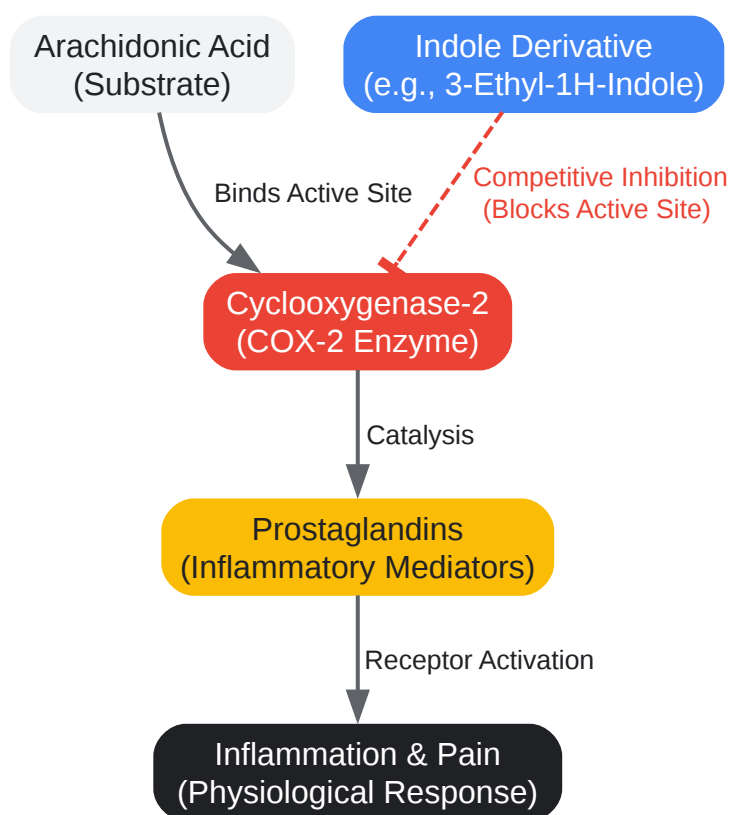 Arachidonic Acid
(Substrate)
Indole Derivative
(e.g., 3-Ethyl-1H-Indole)
Binds Active Site
Competitive Inhibition
(Blocks Active Site)
Cyclooxygenase-2
(COX-2 Enzyme)
Catalysis
Prostaglandins
(Inflammatory Mediators)
Receptor Activation
Inflammation & Pain
(Physiological Response)